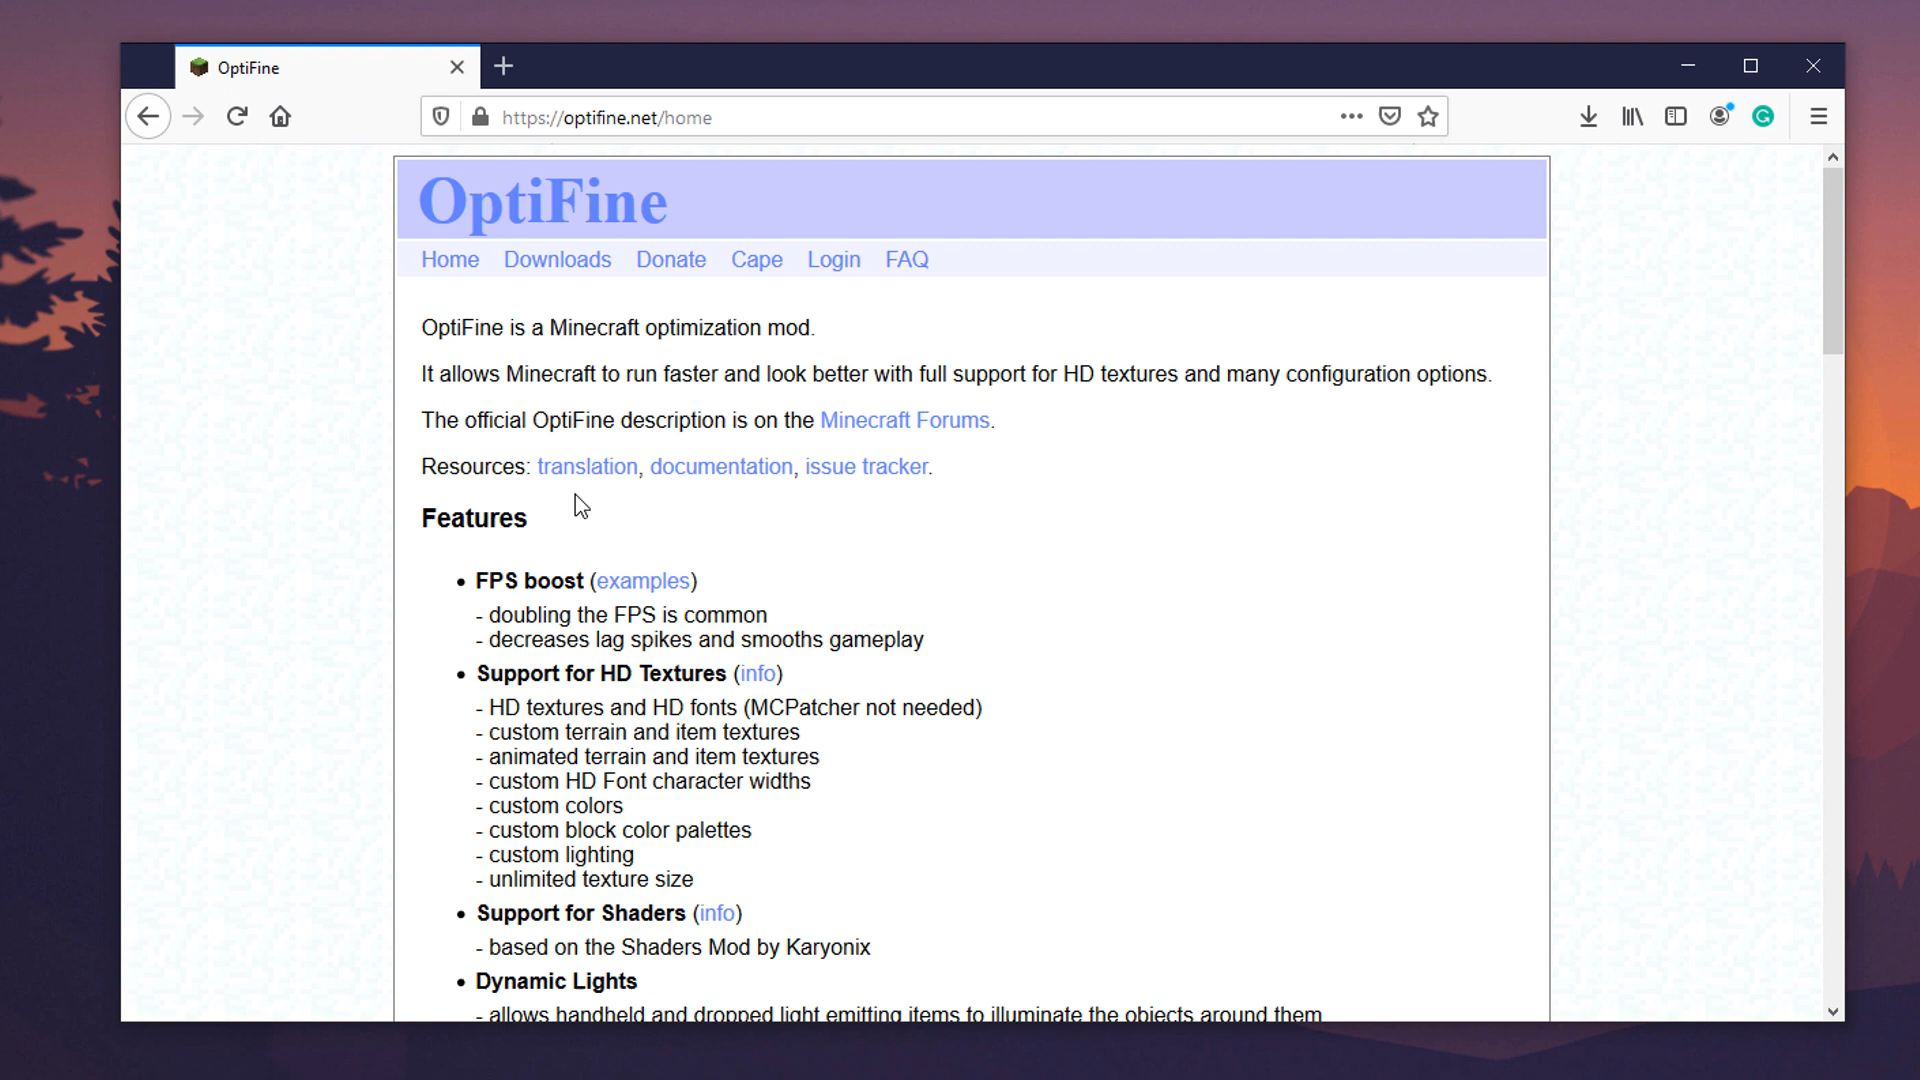 OptiFine
https://optifine.net/home
OptiFine
Home Downloads Donate Cape Login FAQ
OptiFine is a Minecraft optimization mod.
It allows Minecraft to run faster and look better with full support for HD textures and many configuration options.
The official OptiFine description is on the Minecraft Forums.
Resources: translation, documentation, issue tracker.
Features
• FPS boost (examples)
- doubling the FPS is common
- decreases lag spikes and smooths gameplay
• Support for HD Textures (info)
- HD textures and HD fonts (MCPatcher not needed)
- custom terrain and item textures
- animated terrain and item textures
- custom HD Font character widths
- custom colors
- custom block color palettes
- custom lighting
- unlimited texture size
• Support for Shaders (info)
- based on the Shaders Mod by Karyonix
• Dynamic Lights
- allows handheld and dropped light emitting items to illuminate the objects around them